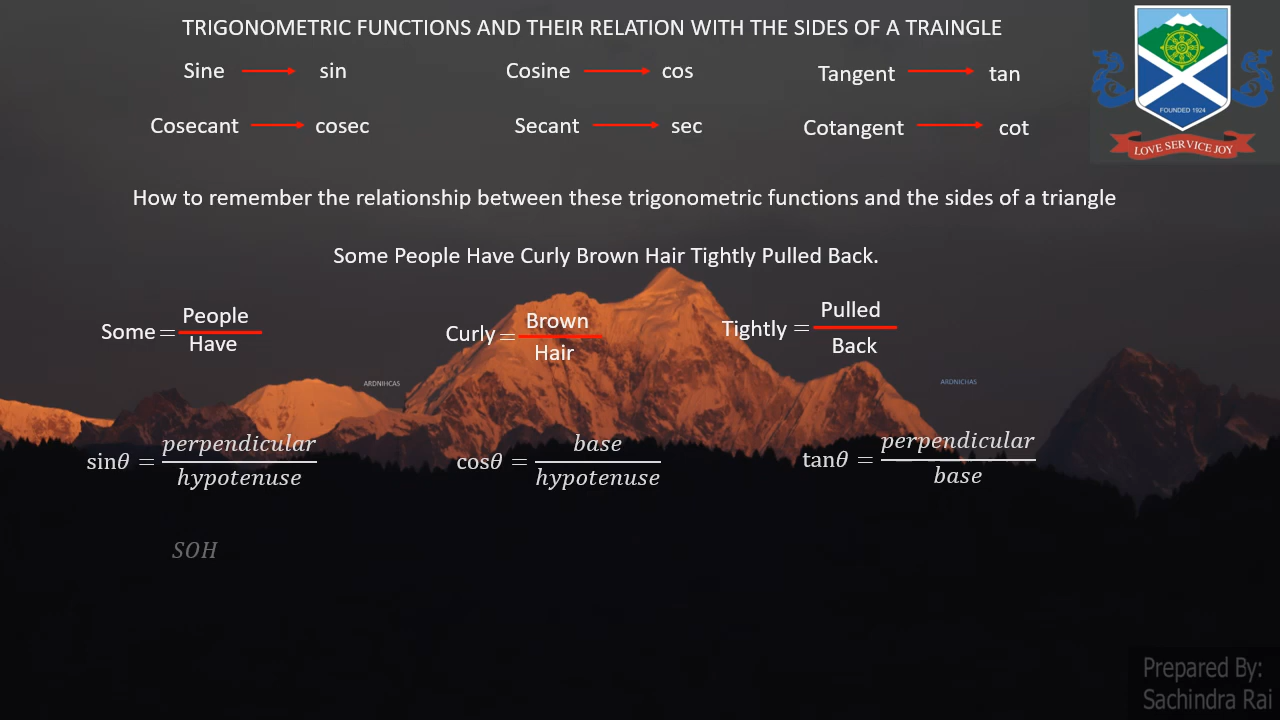 TRIGONOMETRIC FUNCTIONS AND THEIR RELATION WITH THE SIDES OF A TRAINGLE
Sine sin Cosine cos Tangent tan
Cosecant cosec Secant sec Cotangent cot
FOUNDED 1924
LOVE SERVICE JOY
How to remember the relationship between these trigonometric functions and the sides of a triangle
Some People Have Curly Brown Hair Tightly Pulled Back.
Some = People / Have
Curly = Brown / Hair
Tightly = Pulled / Back
ARDNIHCAS
ARDNICHAS
sinθ = perpendicular / hypotenuse
cosθ = base / hypotenuse
tanθ = perpendicular / base
SOH
Prepared By:
Sachindra Rai